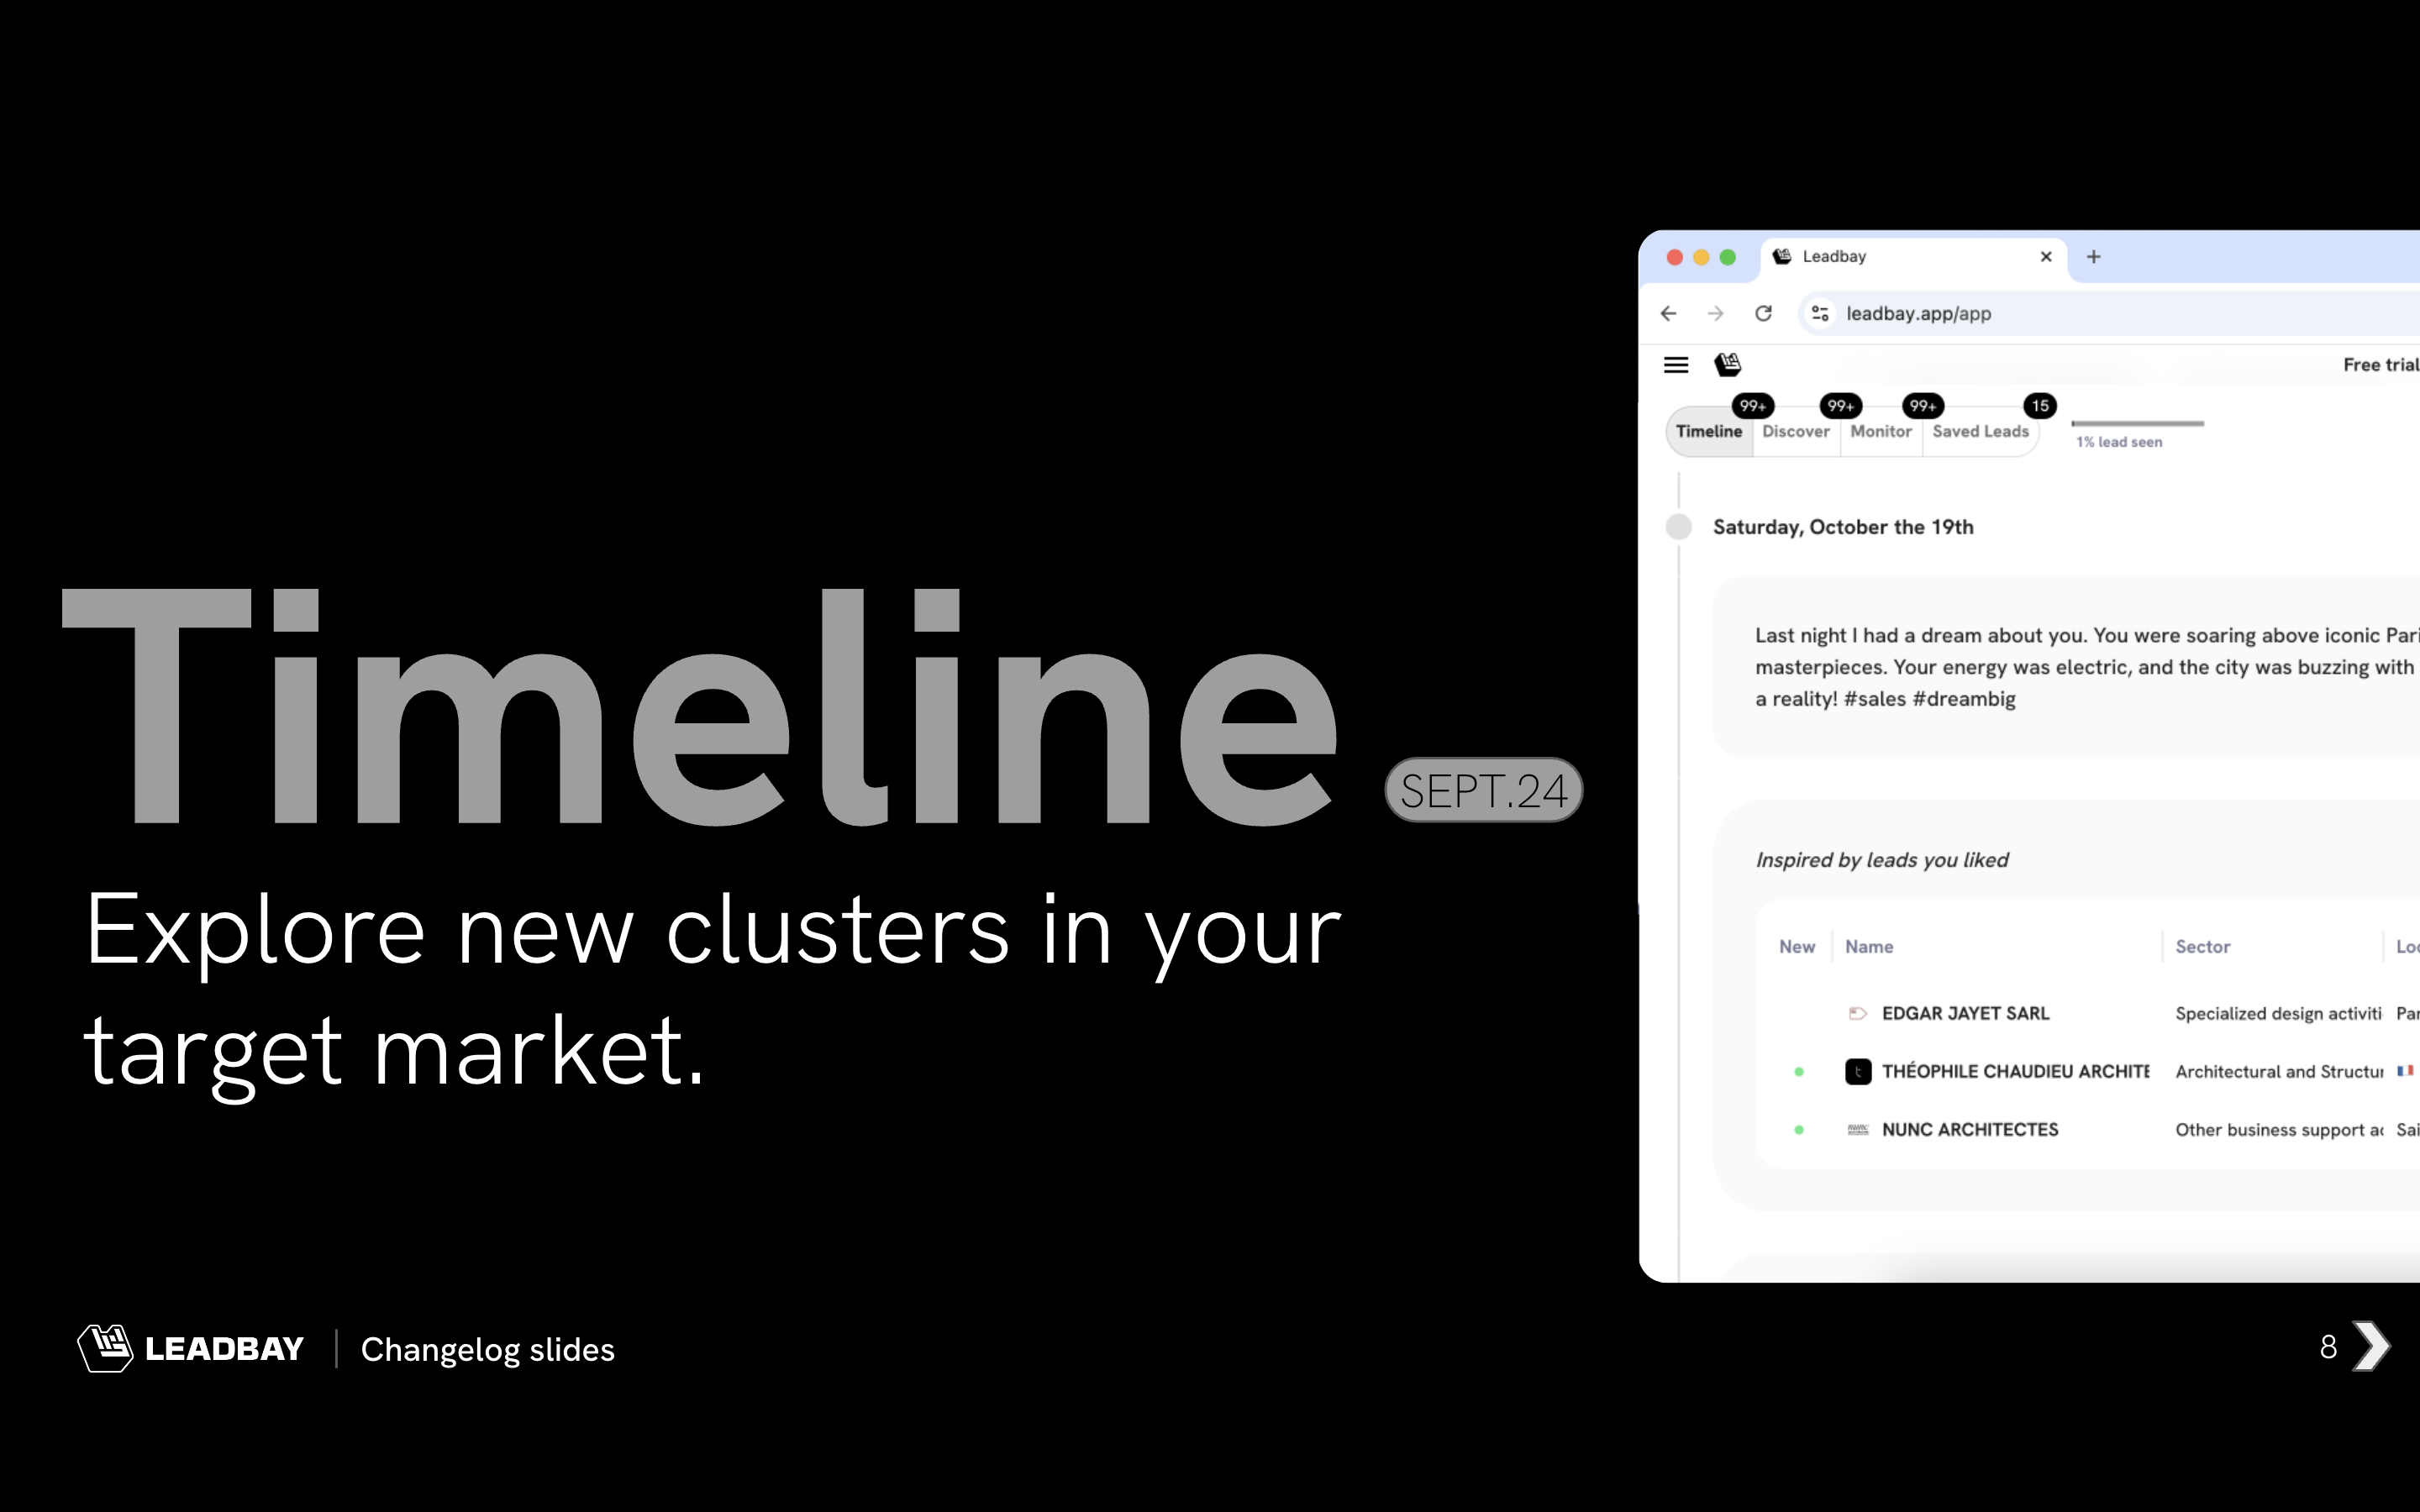 Timeline
SEPT.24
Explore new clusters in your
target market.
Leadbay
leadbay.app/app
Free trial
99+ 99+ 99+ 15
Timeline Discover Monitor Saved Leads
1% lead seen
Saturday, October the 19th
Last night I had a dream about you. You were soaring above iconic Pari
masterpieces. Your energy was electric, and the city was buzzing with
a reality! #sales #dreambig
Inspired by leads you liked
New Name Sector Loc
EDGAR JAYET SARL Specialized design activiti Par
THÉOPHILE CHAUDIEU ARCHITE Architectural and Structur
NUNC ARCHITECTES Other business support ac Sai
LEADBAY Changelog slides
8